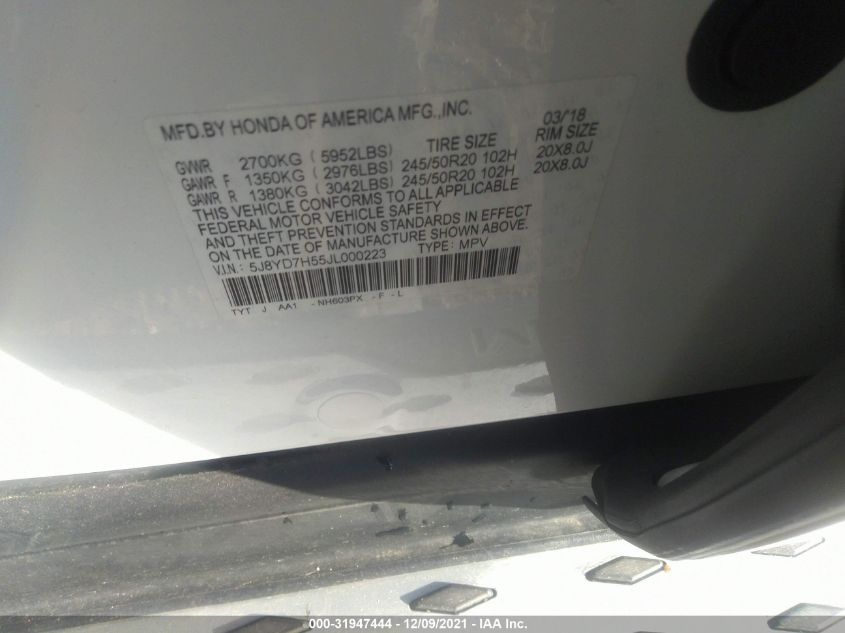 MFD.BY HONDA OF AMERICA MFG.,INC. 03/'18
TIRE SIZE RIM SIZE
GVWR 2700KG ( 5952LBS)
GAWR F 1350KG ( 2976LBS) 245/50R20 102H 20X8.0J
GAWR R 1380KG ( 3042LBS) 245/50R20 102H 20X8.0J
THIS VEHICLE CONFORMS TO ALL APPLICABLE
FEDERAL MOTOR VEHICLE SAFETY
AND THEFT PREVENTION STANDARDS IN EFFECT
ON THE DATE OF MANUFACTURE SHOWN ABOVE.
V.I.N.: 5J8YD7H55JL000223 TYPE: MPV
TYT J AA1 - NH603PX - F - L
000-31947444 - 12/09/2021 - IAA Inc.